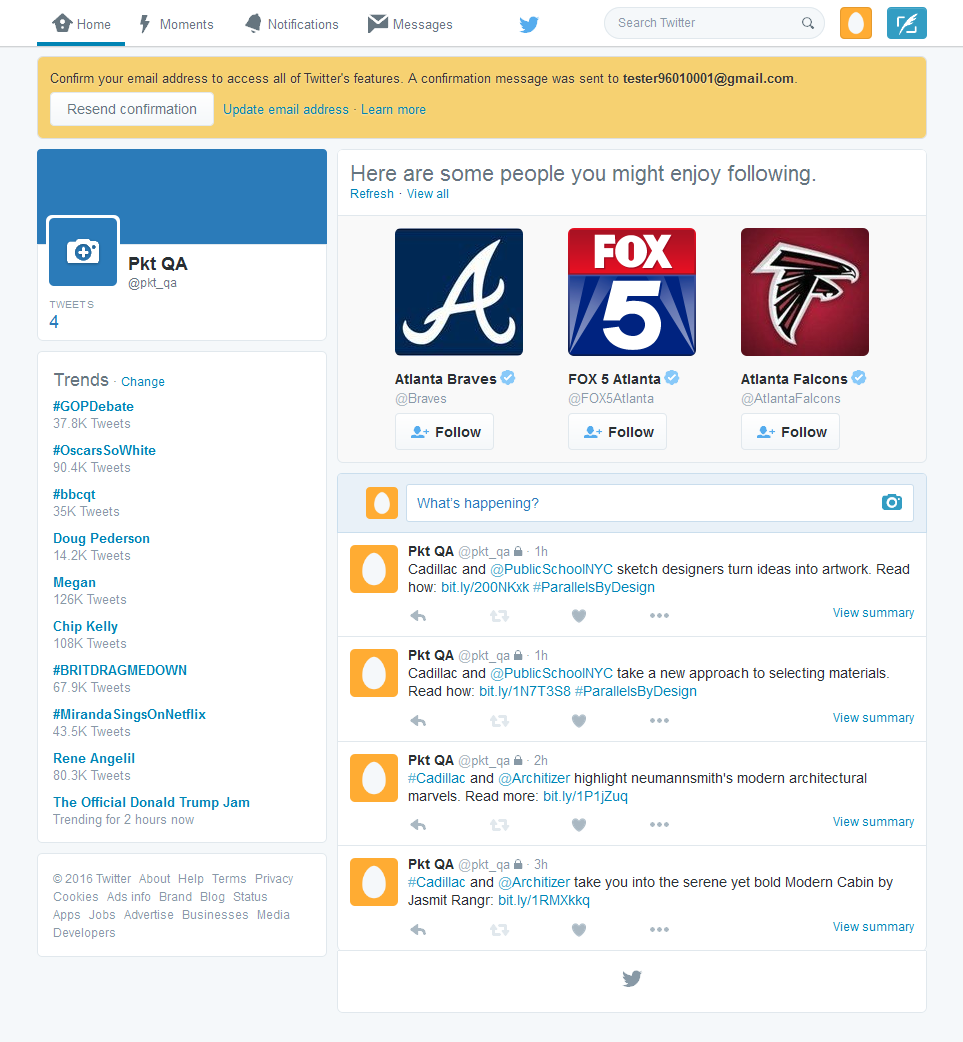 Home Moments Notifications Messages Search Twitter
Confirm your email address to access all of Twitter's features. A confirmation message was sent to tester96010001@gmail.com.
Resend confirmation Update email address · Learn more
Pkt QA
@pkt_qa
TWEETS
4
Trends · Change
#GOPDebate
37.8K Tweets
#OscarsSoWhite
90.4K Tweets
#bbcqt
35K Tweets
Doug Pederson
14.2K Tweets
Megan
126K Tweets
Chip Kelly
108K Tweets
#BRITDRAGMEDOWN
67.9K Tweets
#MirandaSingsOnNetflix
43.5K Tweets
Rene Angelil
80.3K Tweets
The Official Donald Trump Jam
Trending for 2 hours now
© 2016 Twitter About Help Terms Privacy
Cookies Ads info Brand Blog Status
Apps Jobs Advertise Businesses Media
Developers
Here are some people you might enjoy following.
Refresh · View all
A
FOX
5
Atlanta Braves
@Braves
Follow
FOX 5 Atlanta
@FOX5Atlanta
Follow
Atlanta Falcons
@AtlantaFalcons
Follow
What's happening?
Pkt QA @pkt_qa · 1h
Cadillac and @PublicSchoolNYC sketch designers turn ideas into artwork. Read
how: bit.ly/200NKxk #ParallelsByDesign
View summary
Pkt QA @pkt_qa · 1h
Cadillac and @PublicSchoolNYC take a new approach to selecting materials.
Read how: bit.ly/1N7T3S8 #ParallelsByDesign
View summary
Pkt QA @pkt_qa · 2h
#Cadillac and @Architizer highlight neumannsmith's modern architectural
marvels. Read more: bit.ly/1P1jZuq
View summary
Pkt QA @pkt_qa · 3h
#Cadillac and @Architizer take you into the serene yet bold Modern Cabin by
Jasmit Rangr: bit.ly/1RMXkkq
View summary